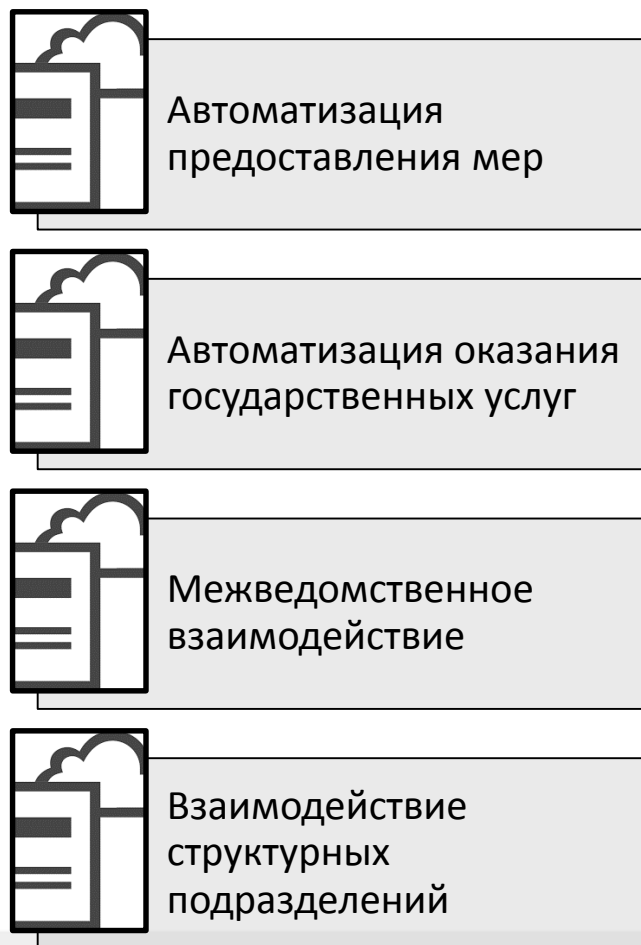 Автоматизация
предоставления мер
Автоматизация оказания
государственных услуг
Межведомственное
взаимодействие
Взаимодействие
структурных
подразделений